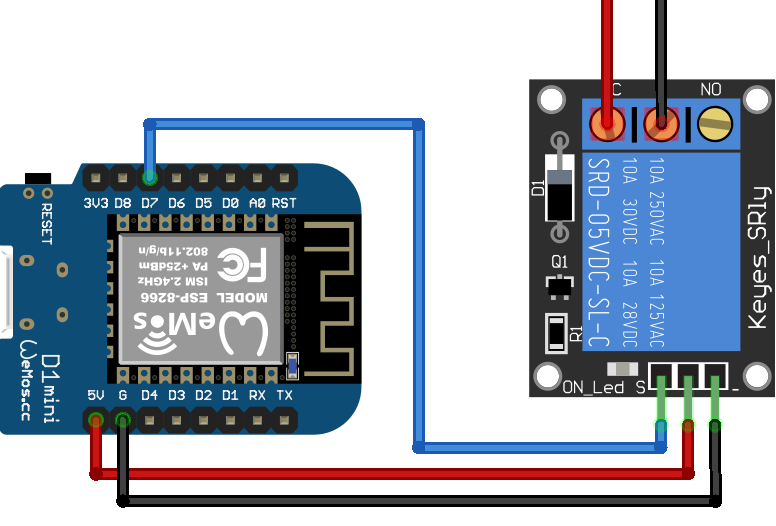 3V3 D8 D7 D6 D5 D0 A0 RST
RESET
802.11b/g/n
PA +25dBm
ISM 2.4GHz
MODEL ESP-8266
FC
WeMos
D1 mini
WeMos.cc
5V G D4 D3 D2 D1 RX TX
C NO
D1
SRD-05VDC-SL-C
10A 30VDC 10A 28VDC
10A 250VAC 10A 125VAC
Keyes_SR1y
Q1
R1
ON_Led S -